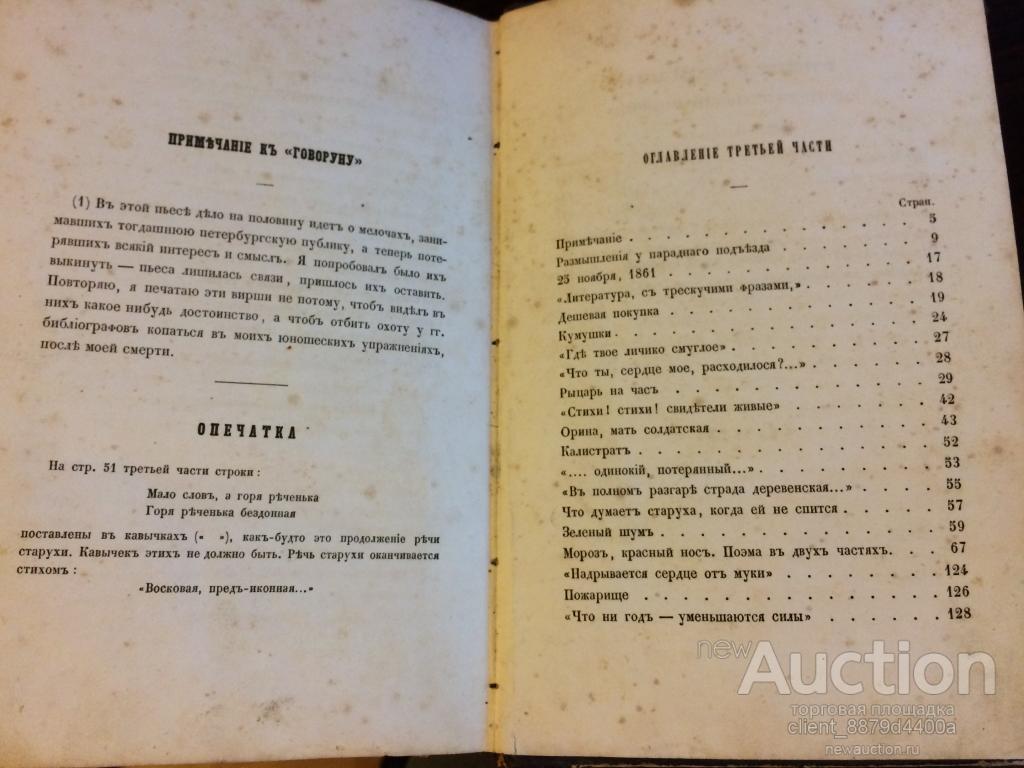 ПРИМѢЧАНІЕ КЪ «ГОВОРУНУ»
(1) Въ этой пьесѣ дѣло на половину идетъ о мелочахъ, зани-
мавшихъ тогдашнюю петербургскую публику, а теперь поте-
рявшихъ всякій интересъ и смыслъ. Я попробовалъ было ихъ
выкинуть — пьеса лишилась связи, пришлось ихъ оставить.
Повторяю, я печатаю эти вирши не потому, чтобъ видѣлъ въ
нихъ какое нибудь достоинство, а чтобъ отбить охоту у гг.
библіографовъ копаться въ моихъ юношескихъ упражненіяхъ,
послѣ моей смерти.
ОПЕЧАТКА
На стр. 51 третьей части строки:
Мало словъ, а горя рѣченька
Горя рѣченька бездонная
поставлены въ кавычкахъ (« »), какъ-будто это продолженіе рѣчи
старухи. Кавычекъ этихъ не должно быть. Рѣчь старухи оканчивается
стихомъ:
«Восковая, предъ-иконная...»
ОГЛАВЛЕНІЕ ТРЕТЬЕЙ ЧАСТИ
Стран.
Примѣчаніе . . . . . . . . . . . . 5
Размышленія у параднаго подъѣзда . . . . . . 9
25 ноября, 1861 . . . . . . . . . . 17
«Литература, съ трескучими фразами,» . . . . . 18
Дешевая покупка . . . . . . . . . . 19
Кумушки . . . . . . . . . . . . 24
«Гдѣ твое личико смуглое» . . . . . . . . 27
«Что ты, сердце мое, расходилося?...» . . . . . 28
Рыцарь на часъ . . . . . . . . . . 29
«Стихи! стихи! свидѣтели живые» . . . . . . 42
Орина, мать солдатская . . . . . . . . 43
Калистратъ . . . . . . . . . . . 52
«.... одинокій, потерянный...» . . . . . . . 53
«Въ полномъ разгарѣ страда деревенская...» . . . . 55
Что думаетъ старуха, когда ей не спится . . . . 57
Зеленый шумъ . . . . . . . . . . 59
Морозъ, красный носъ. Поэма въ двухъ частяхъ. . . 67
«Надрывается сердце отъ муки» . . . . . . . 124
Пожарище . . . . . . . . . . . . 126
«Что ни годъ — уменьшаются силы» . . . . . . 128
newAuction
торговая площадка
client_8879d4400a
newauction.ru